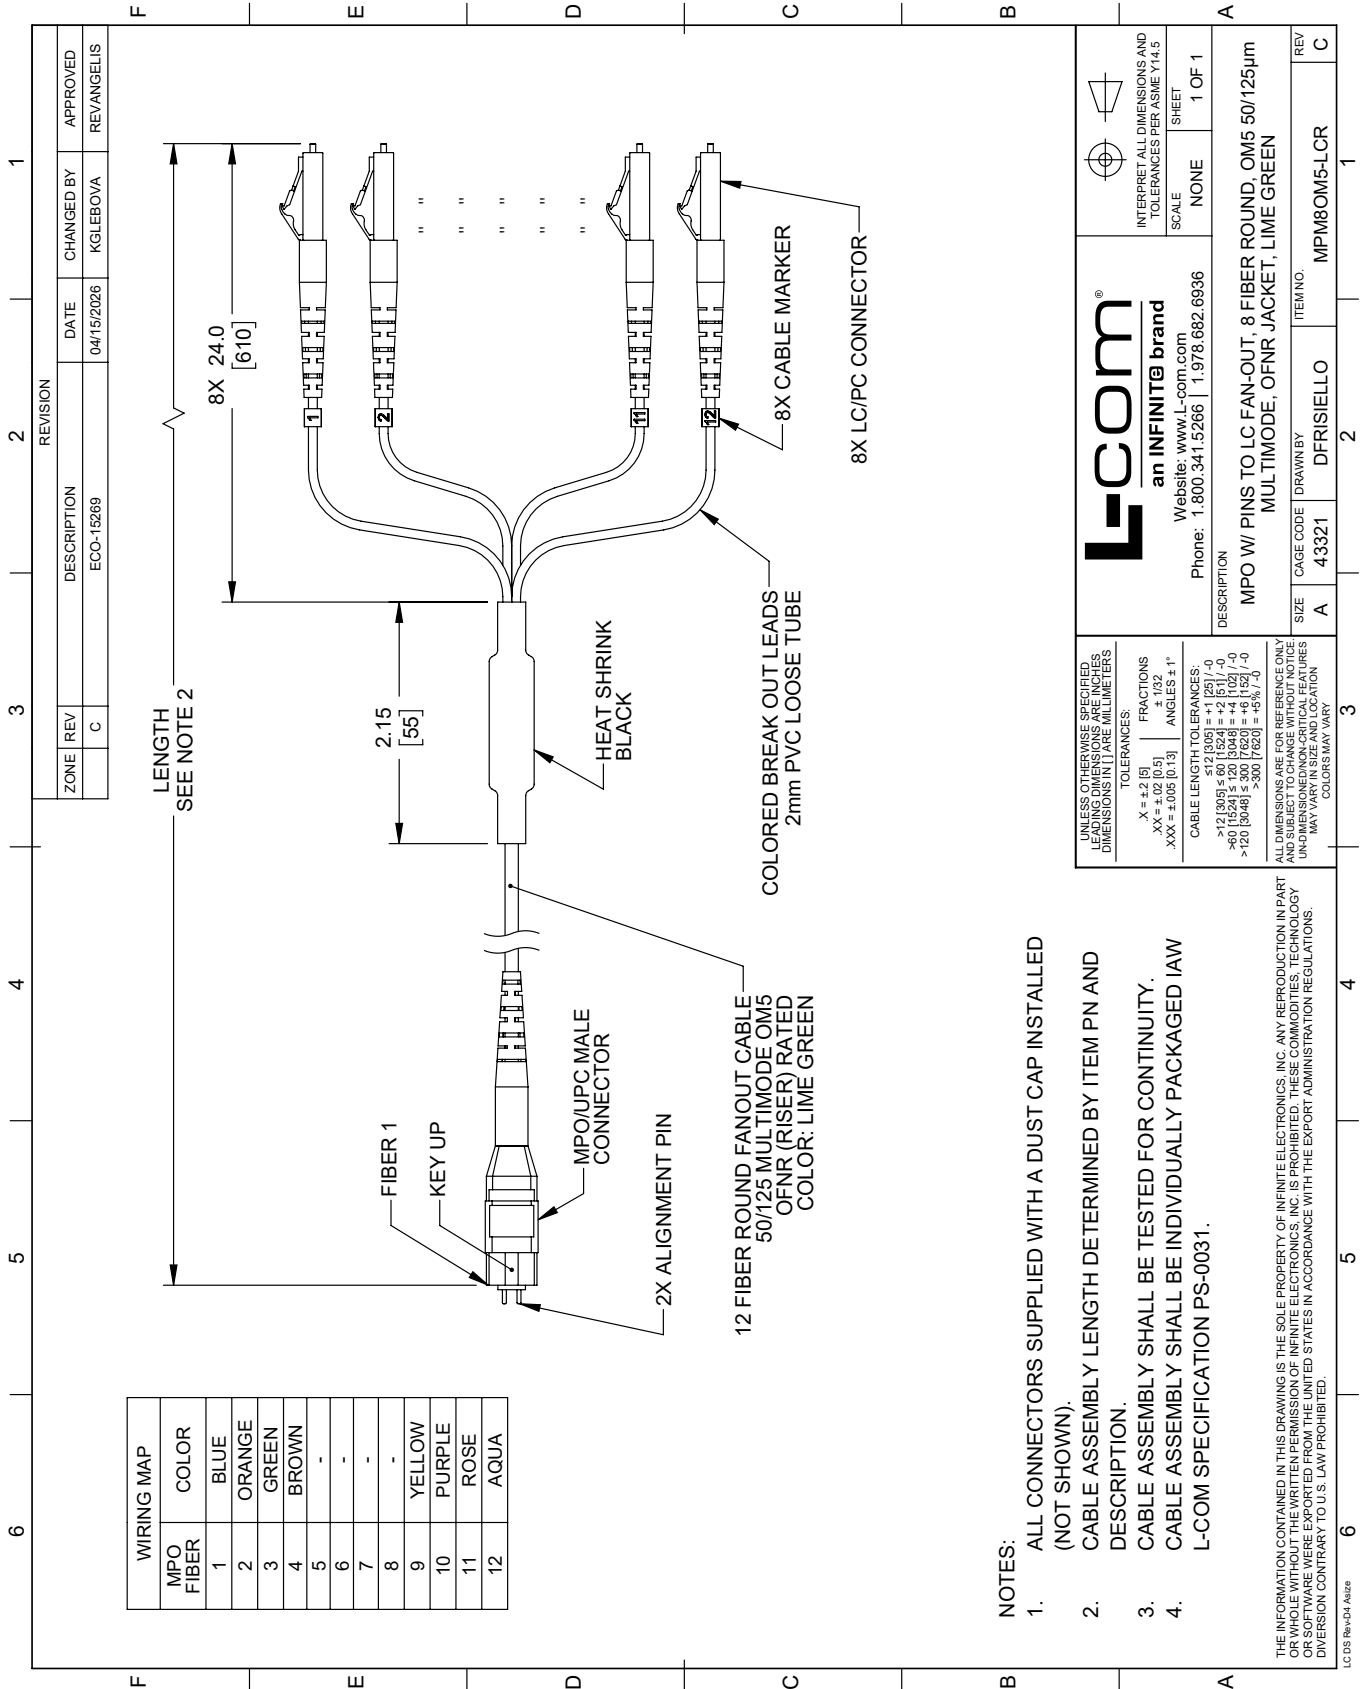 REVISION
ZONE REV DESCRIPTION DATE CHANGED BY APPROVED
C ECO-15269 04/15/2026 KGLEBOVA REVANGELIS
6 5 4 3 2 1
F
E
D
C
B
A
WIRING MAP
MPO FIBER COLOR
1 BLUE
2 ORANGE
3 GREEN
4 BROWN
5 -
6 -
7 -
8 -
9 YELLOW
10 PURPLE
11 ROSE
12 AQUA
LENGTH
SEE NOTE 2
8X 24.0
[610]
2.15
[55]
FIBER 1
KEY UP
MPO/UPC MALE
CONNECTOR
2X ALIGNMENT PIN
12 FIBER ROUND FANOUT CABLE
50/125 MULTIMODE OM5
OFNR (RISER) RATED
COLOR: LIME GREEN
HEAT SHRINK
BLACK
COLORED BREAK OUT LEADS
2mm PVC LOOSE TUBE
1
2
" "
" "
" "
" "
" "
11
12
8X CABLE MARKER
8X LC/PC CONNECTOR
NOTES:
1. ALL CONNECTORS SUPPLIED WITH A DUST CAP INSTALLED
(NOT SHOWN).
2. CABLE ASSEMBLY LENGTH DETERMINED BY ITEM PN AND
DESCRIPTION.
3. CABLE ASSEMBLY SHALL BE TESTED FOR CONTINUITY.
4. CABLE ASSEMBLY SHALL BE INDIVIDUALLY PACKAGED IAW
L-COM SPECIFICATION PS-0031.
THE INFORMATION CONTAINED IN THIS DRAWING IS THE SOLE PROPERTY OF INFINITE ELECTRONICS, INC. ANY REPRODUCTION IN PART
OR WHOLE WITHOUT THE WRITTEN PERMISSION OF INFINITE ELECTRONICS, INC. IS PROHIBITED. THESE COMMODITIES, TECHNOLOGY
OR SOFTWARE WERE EXPORTED FROM THE UNITED STATES IN ACCORDANCE WITH THE EXPORT ADMINISTRATION REGULATIONS.
DIVERSION CONTRARY TO U.S. LAW PROHIBITED.
UNLESS OTHERWISE SPECIFIED
LEADING DIMENSIONS ARE INCHES
DIMENSIONS IN [ ] ARE MILLIMETERS
TOLERANCES:
.X = ±.2 [5]
.XX = ±.02 [0.5]
.XXX = ±.005 [0.13]
FRACTIONS
± 1/32
ANGLES ± 1°
CABLE LENGTH TOLERANCES:
≤12 [305] = +1 [25] / -0
>12 [305] ≤ 60 [1524] = +2 [51] / -0
>60 [1524] ≤ 120 [3048] = +4 [102] / -0
>120 [3048] ≤ 300 [7620] = +6 [152] / -0
>300 [7620] = +5% / -0
ALL DIMENSIONS ARE FOR REFERENCE ONLY
AND SUBJECT TO CHANGE WITHOUT NOTICE.
UN-DIMENSIONED/NON-CRITICAL FEATURES
MAY VARY IN SIZE AND LOCATION
COLORS MAY VARY
L-com®
an INFINITE brand
Website: www.L-com.com
Phone: 1.800.341.5266 | 1.978.682.6936
INTERPRET ALL DIMENSIONS AND
TOLERANCES PER ASME Y14.5
SCALE NONE
SHEET 1 OF 1
DESCRIPTION
MPO W/ PINS TO LC FAN-OUT, 8 FIBER ROUND, OM5 50/125µm
MULTIMODE, OFNR JACKET, LIME GREEN
SIZE A
CAGE CODE 43321
DRAWN BY DFRISIELLO
ITEM NO. MPM8OM5-LCR
REV C
6 5 4 3 2 1
F
E
D
C
B
A
LC DS Rev-D4 Asize